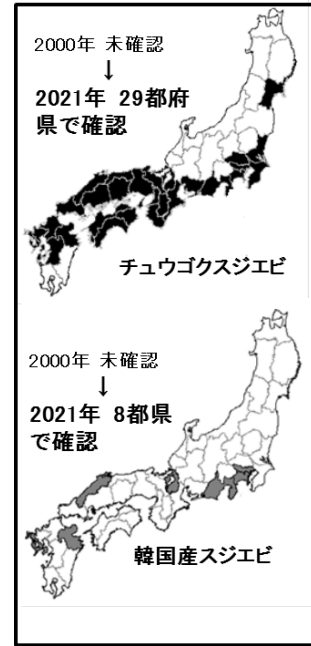 2000年 未確認
↓
2021年 29都府
県で確認
チュウゴクスジエビ
2000年 未確認
↓
2021年 8都県
で確認
韓国産スジエビ